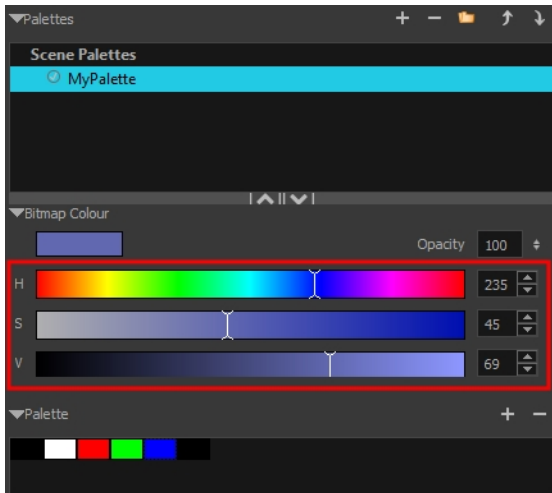 Palettes
Scene Palettes
MyPalette
Bitmap Colour
Opacity 100
H 235
S 45
V 69
Palette